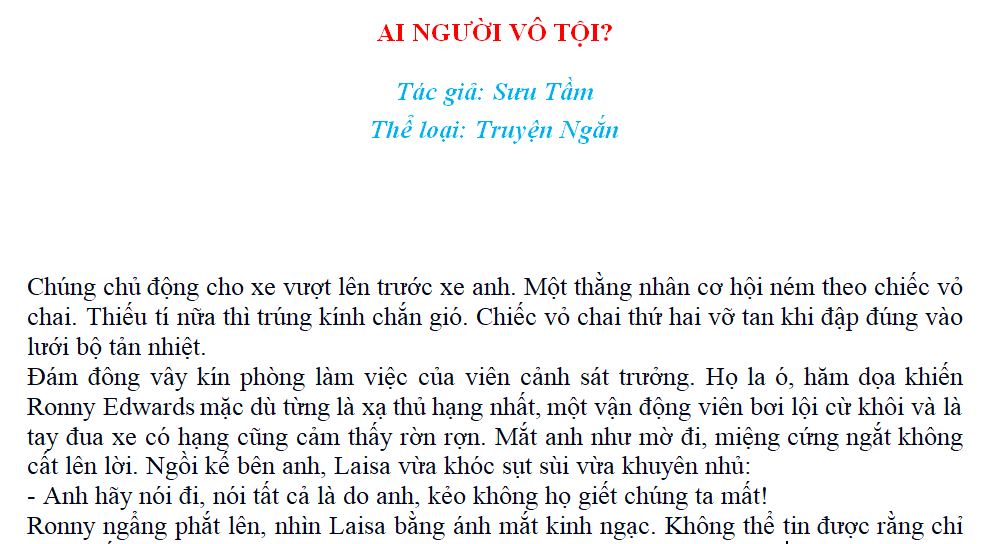 AI NGƯỜI VÔ TỘI?
Tác giả: Sưu Tầm
Thể loại: Truyện Ngắn
Chúng chủ động cho xe vượt lên trước xe anh. Một thằng nhân cơ hội ném theo chiếc vỏ
chai. Thiếu tí nữa thì trúng kính chắn gió. Chiếc vỏ chai thứ hai vỡ tan khi đập đúng vào
lưới bộ tản nhiệt.
Đám đông vây kín phòng làm việc của viên cảnh sát trưởng. Họ la ó, hăm dọa khiến
Ronny Edwards mặc dù từng là xạ thủ hạng nhất, một vận động viên bơi lội cừ khôi và là
tay đua xe có hạng cũng cảm thấy rờn rợn. Mắt anh như mờ đi, miệng cứng ngắt không
cất lên lời. Ngồi kế bên anh, Laisa vừa khóc sụt sùi vừa khuyên nhủ:
- Anh hãy nói đi, nói tất cả là do anh, kẻo không họ giết chúng ta mất!
Ronny ngẩng phắt lên, nhìn Laisa bằng ánh mắt kinh ngạc. Không thể tin được rằng chỉ